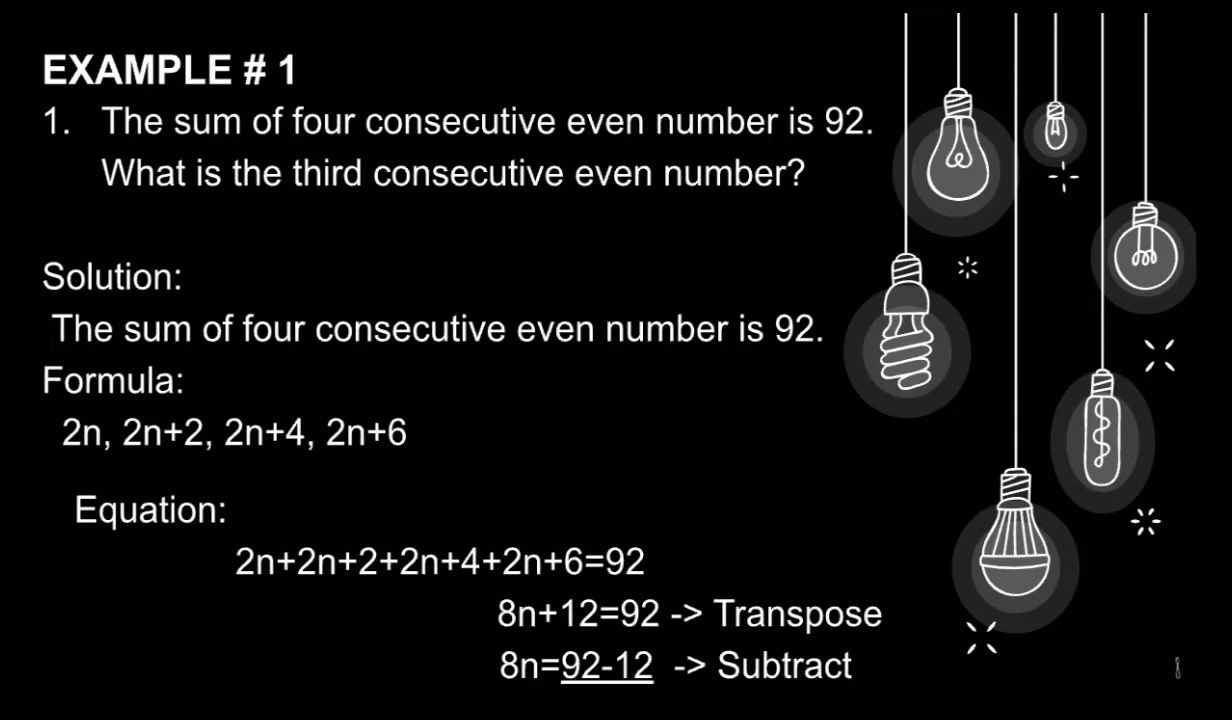 EXAMPLE # 1
1. The sum of four consecutive even number is 92.
What is the third consecutive even number?
Solution:
The sum of four consecutive even number is 92.
Formula:
2n, 2n+2, 2n+4, 2n+6
Equation:
2n+2n+2+2n+4+2n+6=92
8n+12=92 -> Transpose
8n=92-12 -> Subtract